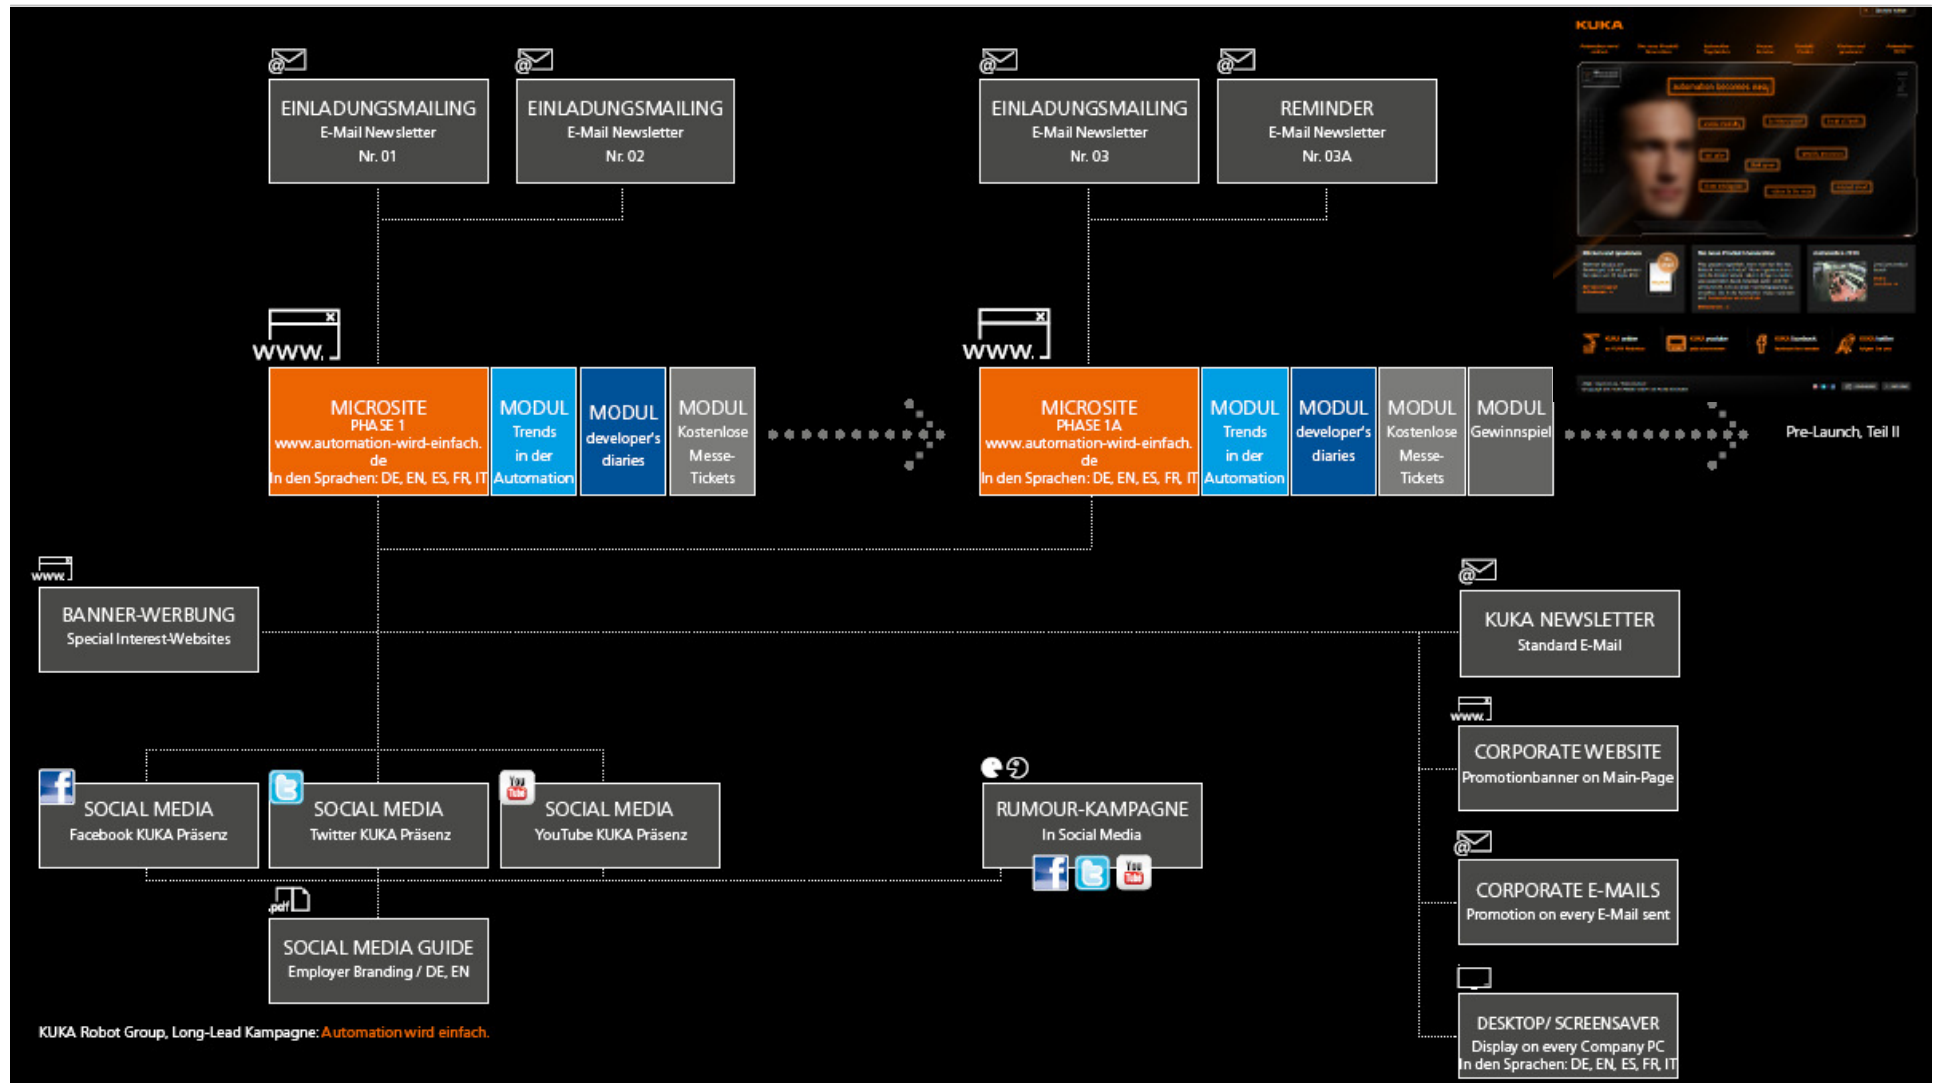 KUKA
automation becomes easy
EINLADUNGSMAILING
E-Mail Newsletter
Nr. 01
EINLADUNGSMAILING
E-Mail Newsletter
Nr. 02
EINLADUNGSMAILING
E-Mail Newsletter
Nr. 03
REMINDER
E-Mail Newsletter
Nr. 03A
www.
MICROSITE
PHASE 1
www.automation-wird-einfach.
de
In den Sprachen: DE, EN, ES, FR, IT
MODUL
Trends
in der
Automation
MODUL
developer's
diaries
MODUL
Kostenlose
Messe-
Tickets
www.
MICROSITE
PHASE 1A
www.automation-wird-einfach.
de
In den Sprachen: DE, EN, ES, FR, IT
MODUL
Trends
in der
Automation
MODUL
developer's
diaries
MODUL
Kostenlose
Messe-
Tickets
MODUL
Gewinnspiel
Pre-Launch, Teil II
www.
BANNER-WERBUNG
Special Interest-Websites
KUKA NEWSLETTER
Standard E-Mail
www.
CORPORATE WEBSITE
Promotionbanner on Main-Page
SOCIAL MEDIA
Facebook KUKA Präsenz
SOCIAL MEDIA
Twitter KUKA Präsenz
You
Tube
SOCIAL MEDIA
YouTube KUKA Präsenz
RUMOUR-KAMPAGNE
In Social Media
You
Tube
CORPORATE E-MAILS
Promotion on every E-Mail sent
.pdf
SOCIAL MEDIA GUIDE
Employer Branding / DE, EN
DESKTOP/ SCREENSAVER
Display on every Company PC
In den Sprachen: DE, EN, ES, FR, IT
KUKA Robot Group, Long-Lead Kampagne: Automation wird einfach.